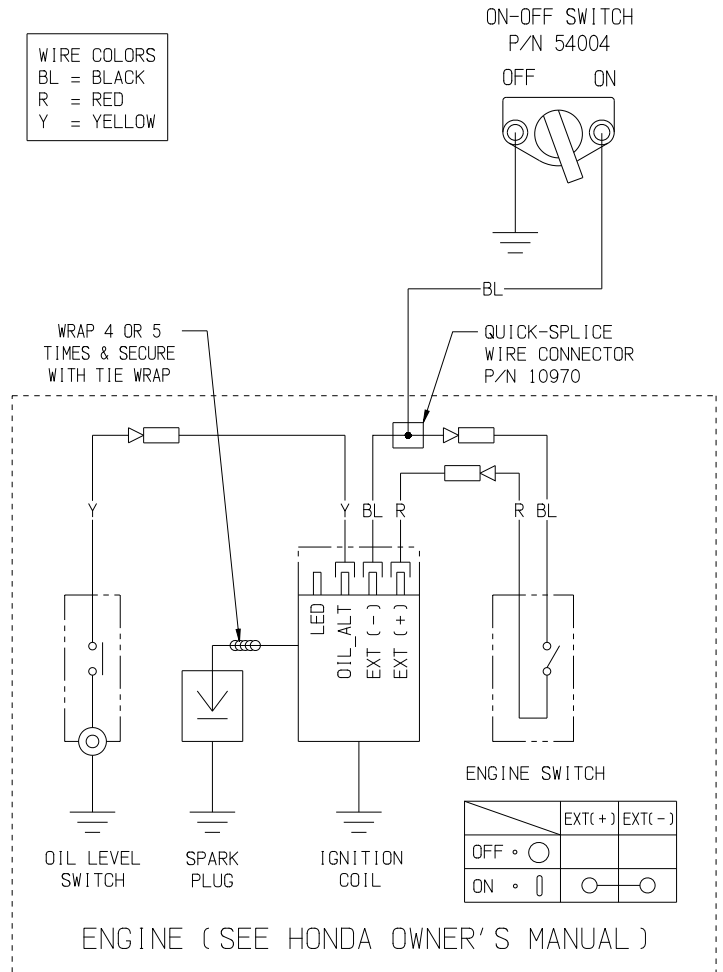 ON-OFF SWITCH
P/N 54004
OFF ON
WIRE COLORS
BL = BLACK
R = RED
Y = YELLOW
BL
WRAP 4 OR 5
TIMES & SECURE
WITH TIE WRAP
QUICK-SPLICE
WIRE CONNECTOR
P/N 10970
Y
Y BL R
R BL
LED
OIL_ALT
EXT (-)
EXT (+)
ENGINE SWITCH
EXT(+) EXT(-)
OFF
ON
OIL LEVEL
SWITCH
SPARK
PLUG
IGNITION
COIL
ENGINE (SEE HONDA OWNER'S MANUAL)